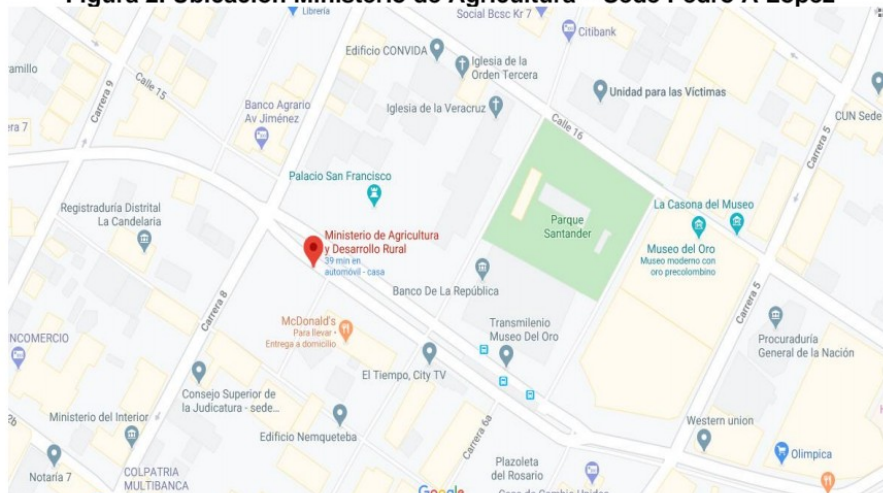 Figura 2. Ubicación Ministerio de Agricultura – Sede Pedro A López
Librería
Social Bcsc Kr 7
Citibank
Edificio CONVIDA
Iglesia de la
Orden Tercera
Carrera 9
Calle 15
Banco Agrario
Av Jiménez
Iglesia de la Veracruz
Unidad para las Víctimas
CUN Sede
Calle 16
Carrera 5
Palacio San Francisco
Registraduría Distrital
La Candelaria
Ministerio de Agricultura
y Desarrollo Rural
39 min en
automóvil - casa
Parque
Santander
La Casona del Museo
Museo del Oro
Museo moderno con
oro precolombino
Banco De La República
Carrera 8
Carrera 5
McDonald's
Para llevar •
Entrega a domicilio
Transmilenio
Museo Del Oro
Procuraduría
General de la Nación
NCOMERCIO
El Tiempo, City TV
Consejo Superior de
la Judicatura - sede...
Ministerio del Interior
Edificio Nemqueteba
Carrera 6a
Western union
Olimpica
Notaría 7
COLPATRIA
MULTIBANCA
Plazoleta
del Rosario
Google